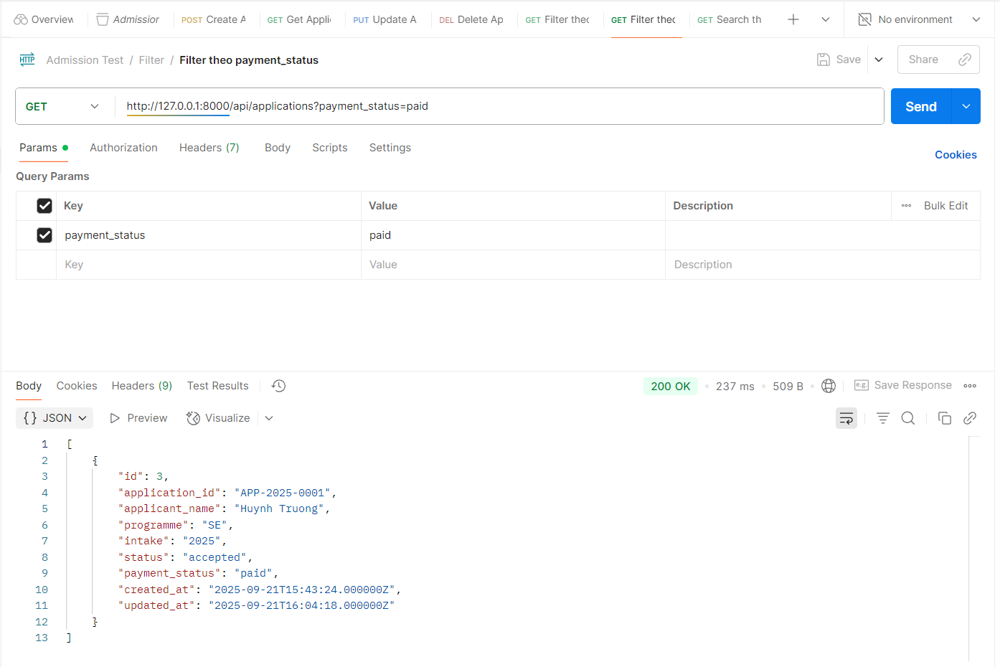 Overview
Admission
POST Create A
GET Get Appli
PUT Update A
DEL Delete Ap
GET Filter theo
GET Filter theo
GET Search th
No environment
HTTP Admission Test / Filter / Filter theo payment_status
Save
Share
GET
http://127.0.0.1:8000/api/applications?payment_status=paid
Send
Params
Authorization
Headers (7)
Body
Scripts
Settings
Cookies
Query Params
Key Value Description Bulk Edit
payment_status paid
Key Value Description
Body Cookies Headers (9) Test Results
200 OK 237 ms 509 B e.g. Save Response
{} JSON Preview Visualize
1 [
2 {
3 "id": 3,
4 "application_id": "APP-2025-0001",
5 "applicant_name": "Huynh Truong",
6 "programme": "SE",
7 "intake": "2025",
8 "status": "accepted",
9 "payment_status": "paid",
10 "created_at": "2025-09-21T15:43:24.000000Z",
11 "updated_at": "2025-09-21T16:04:18.000000Z"
12 }
13 ]